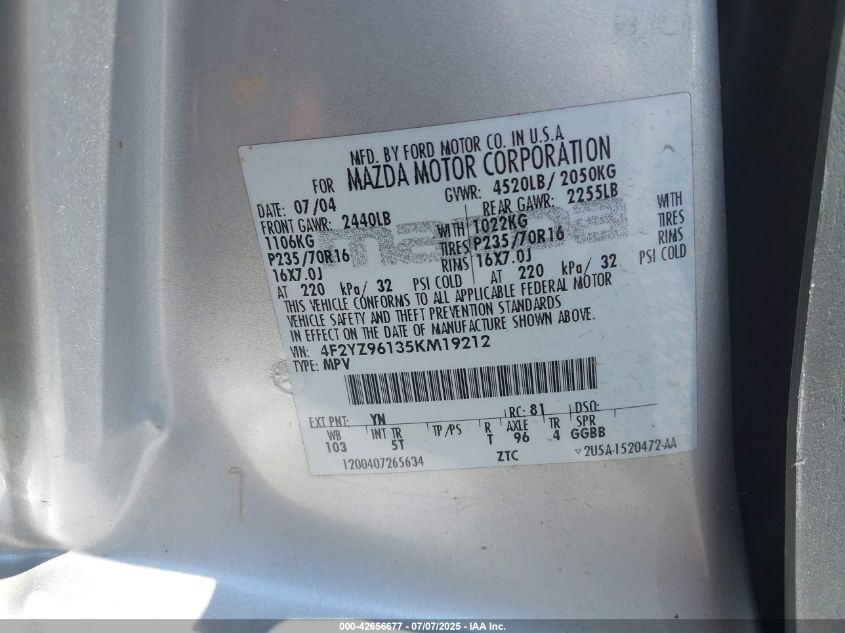 MFD. BY FORD MOTOR CO. IN U.S.A
FOR MAZDA MOTOR CORPORATION
DATE: 07/04 GVWR: 4520LB/ 2050KG
FRONT GAWR: 2440LB REAR GAWR: 2255LB
1106KG WITH 1022KG WITH
P235/70R16 TIRES P235/70R16 TIRES
16X7.0J RIMS 16X7.0J RIMS
AT 220 kPa/ 32 PSI COLD AT 220 kPa/ 32 PSI COLD
THIS VEHICLE CONFORMS TO ALL APPLICABLE FEDERAL MOTOR
VEHICLE SAFETY AND THEFT PREVENTION STANDARDS
IN EFFECT ON THE DATE OF MANUFACTURE SHOWN ABOVE.
VIN: 4F2YZ96135KM19212
TYPE: MPV
EXT PNT: YN RC: 81 DSO:
WB INT TR TP/PS R AXLE TR SPR
103 5T T 96 4 GGBB
1200407265634 ZTC ▽ 2U5A-1520472-AA
mazda
000-42656677 - 07/07/2025 - IAA Inc.